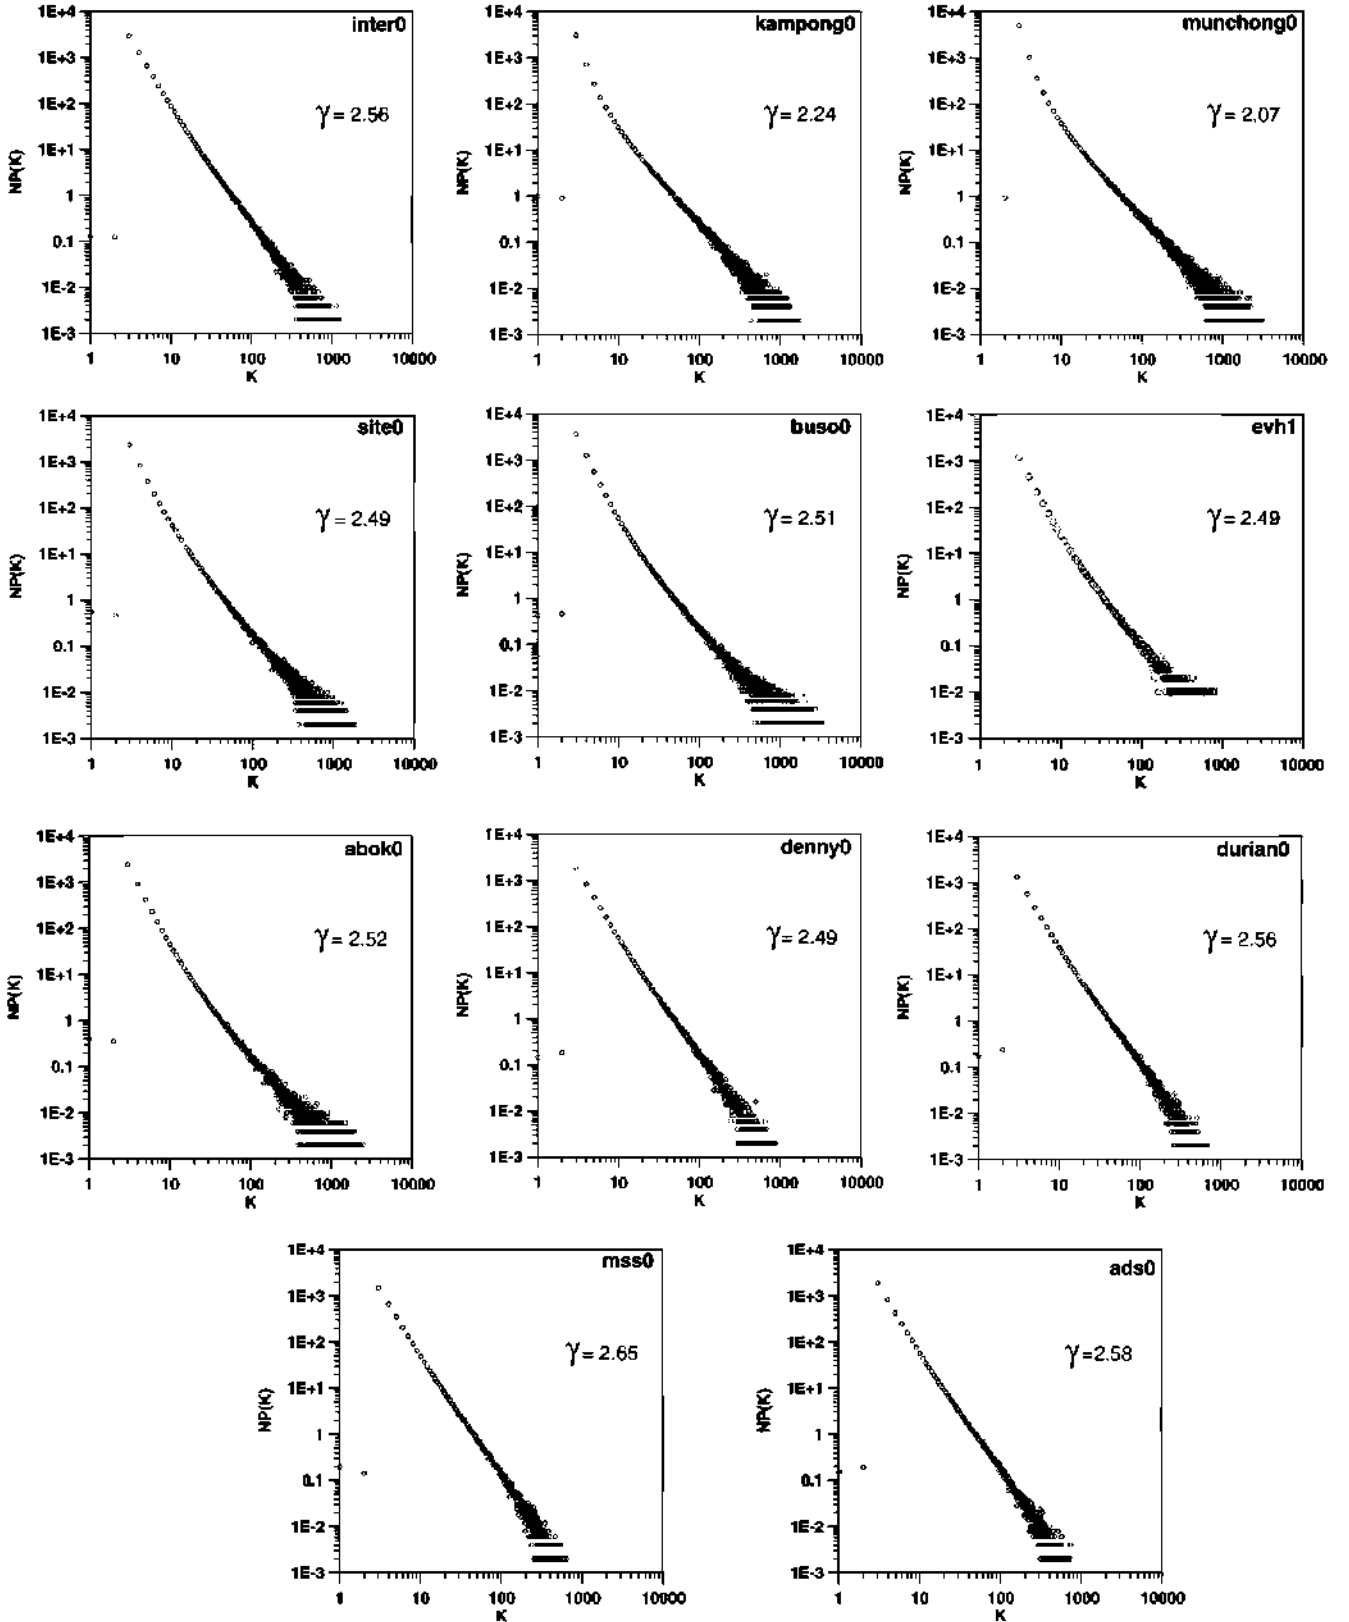 1E+4
inter0
1E+3
1E+2
γ = 2.56
1E+1
NP(K)
1
0.1
1E-2
1E-3
1 10 100 1000 10000
K
1E+4
kampong0
1E+3
1E+2
γ = 2.24
1E+1
NP(K)
1
0.1
1E-2
1E-3
1 10 100 1000 10000
K
1E+4
munchong0
1E+3
1E+2
γ = 2.07
1E+1
NP(K)
1
0.1
1E-2
1E-3
1 10 100 1000 10000
K
1E+4
site0
1E+3
1E+2
γ = 2.49
1E+1
NP(K)
1
0.1
1E-2
1E-3
1 10 100 1000 10000
K
1E+4
buso0
1E+3
1E+2
γ = 2.51
1E+1
NP(K)
1
0.1
1E-2
1E-3
1 10 100 1000 10000
K
1E+4
evh1
1E+3
1E+2
γ = 2.49
1E+1
NP(K)
1
0.1
1E-2
1E-3
1 10 100 1000 10000
K
1E+4
abok0
1E+3
1E+2
γ = 2.52
1E+1
NP(K)
1
0.1
1E-2
1E-3
1 10 100 1000 10000
K
1E+4
denny0
1E+3
1E+2
γ = 2.49
1E+1
NP(K)
1
0.1
1E-2
1E-3
1 10 100 1000 10000
K
1E+4
durian0
1E+3
1E+2
γ = 2.56
1E+1
NP(K)
1
0.1
1E-2
1E-3
1 10 100 1000 10000
K
1E+4
mss0
1E+3
1E+2
γ = 2.65
1E+1
NP(K)
1
0.1
1E-2
1E-3
1 10 100 1000 10000
K
1E+4
ads0
1E+3
1E+2
γ =2.58
1E+1
NP(K)
1
0.1
1E-2
1E-3
1 10 100 1000 10000
K